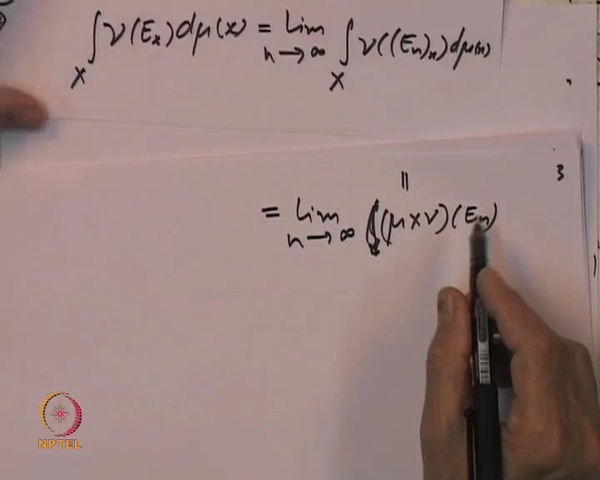 ∫_X ν(E_x) dμ(x) = Lim_{n→∞} ∫_X ν((E_n)_x) dμ(x)
||
3
= Lim_{n→∞} (μ×ν)(E_n)
NPTEL